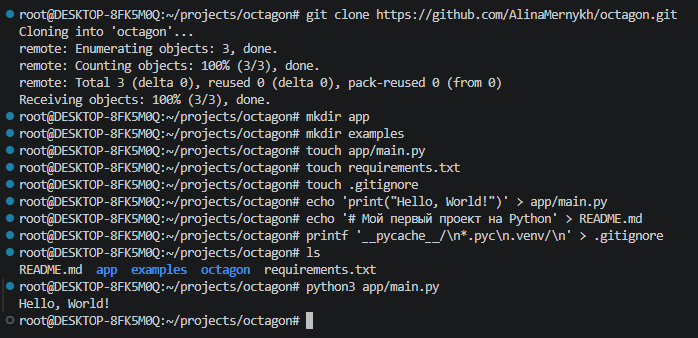 root@DESKTOP-8FK5M0Q:~/projects/octagon# git clone https://github.com/AlinaMernykh/octagon.git
Cloning into 'octagon'...
remote: Enumerating objects: 3, done.
remote: Counting objects: 100% (3/3), done.
remote: Total 3 (delta 0), reused 0 (delta 0), pack-reused 0 (from 0)
Receiving objects: 100% (3/3), done.
root@DESKTOP-8FK5M0Q:~/projects/octagon# mkdir app
root@DESKTOP-8FK5M0Q:~/projects/octagon# mkdir examples
root@DESKTOP-8FK5M0Q:~/projects/octagon# touch app/main.py
root@DESKTOP-8FK5M0Q:~/projects/octagon# touch requirements.txt
root@DESKTOP-8FK5M0Q:~/projects/octagon# touch .gitignore
root@DESKTOP-8FK5M0Q:~/projects/octagon# echo 'print("Hello, World!")' > app/main.py
root@DESKTOP-8FK5M0Q:~/projects/octagon# echo '# Мой первый проект на Python' > README.md
root@DESKTOP-8FK5M0Q:~/projects/octagon# printf '__pycache__/\n*.pyc\n.venv/\n' > .gitignore
root@DESKTOP-8FK5M0Q:~/projects/octagon# ls
README.md app examples octagon requirements.txt
root@DESKTOP-8FK5M0Q:~/projects/octagon# python3 app/main.py
Hello, World!
root@DESKTOP-8FK5M0Q:~/projects/octagon#